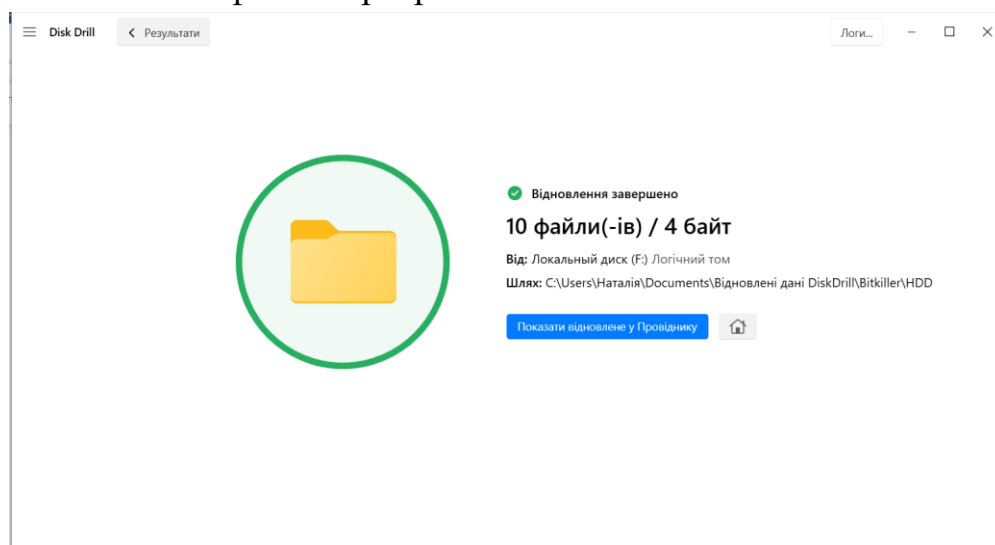 Disk Drill
Результати
Логи...
Відновлення завершено
10 файли(-ів) / 4 байт
Від: Локальный диск (F:) Логічний том
Шлях: C:\Users\Наталія\Documents\Відновлені дані DiskDrill\Bitkiller\HDD
Показати відновлене у Провіднику